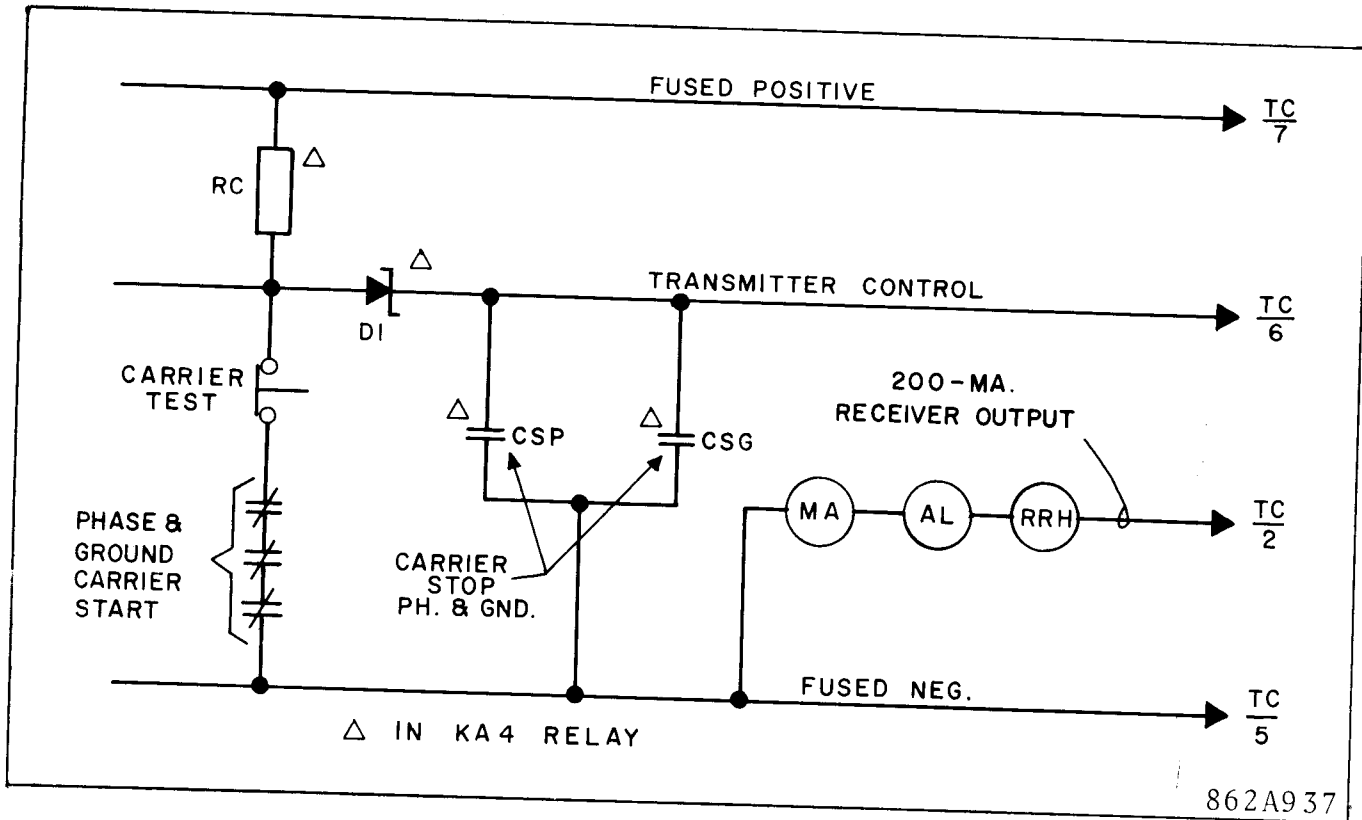 FUSED POSITIVE
TC
7
△
RC
△
TRANSMITTER CONTROL
TC
6
D1
CARRIER
TEST
200-MA.
RECEIVER OUTPUT
△ CSP
△ CSG
MA
AL
RRH
TC
2
PHASE &
GROUND
CARRIER
START
CARRIER
STOP
PH. & GND.
FUSED NEG.
TC
5
△ IN KA4 RELAY
862A937